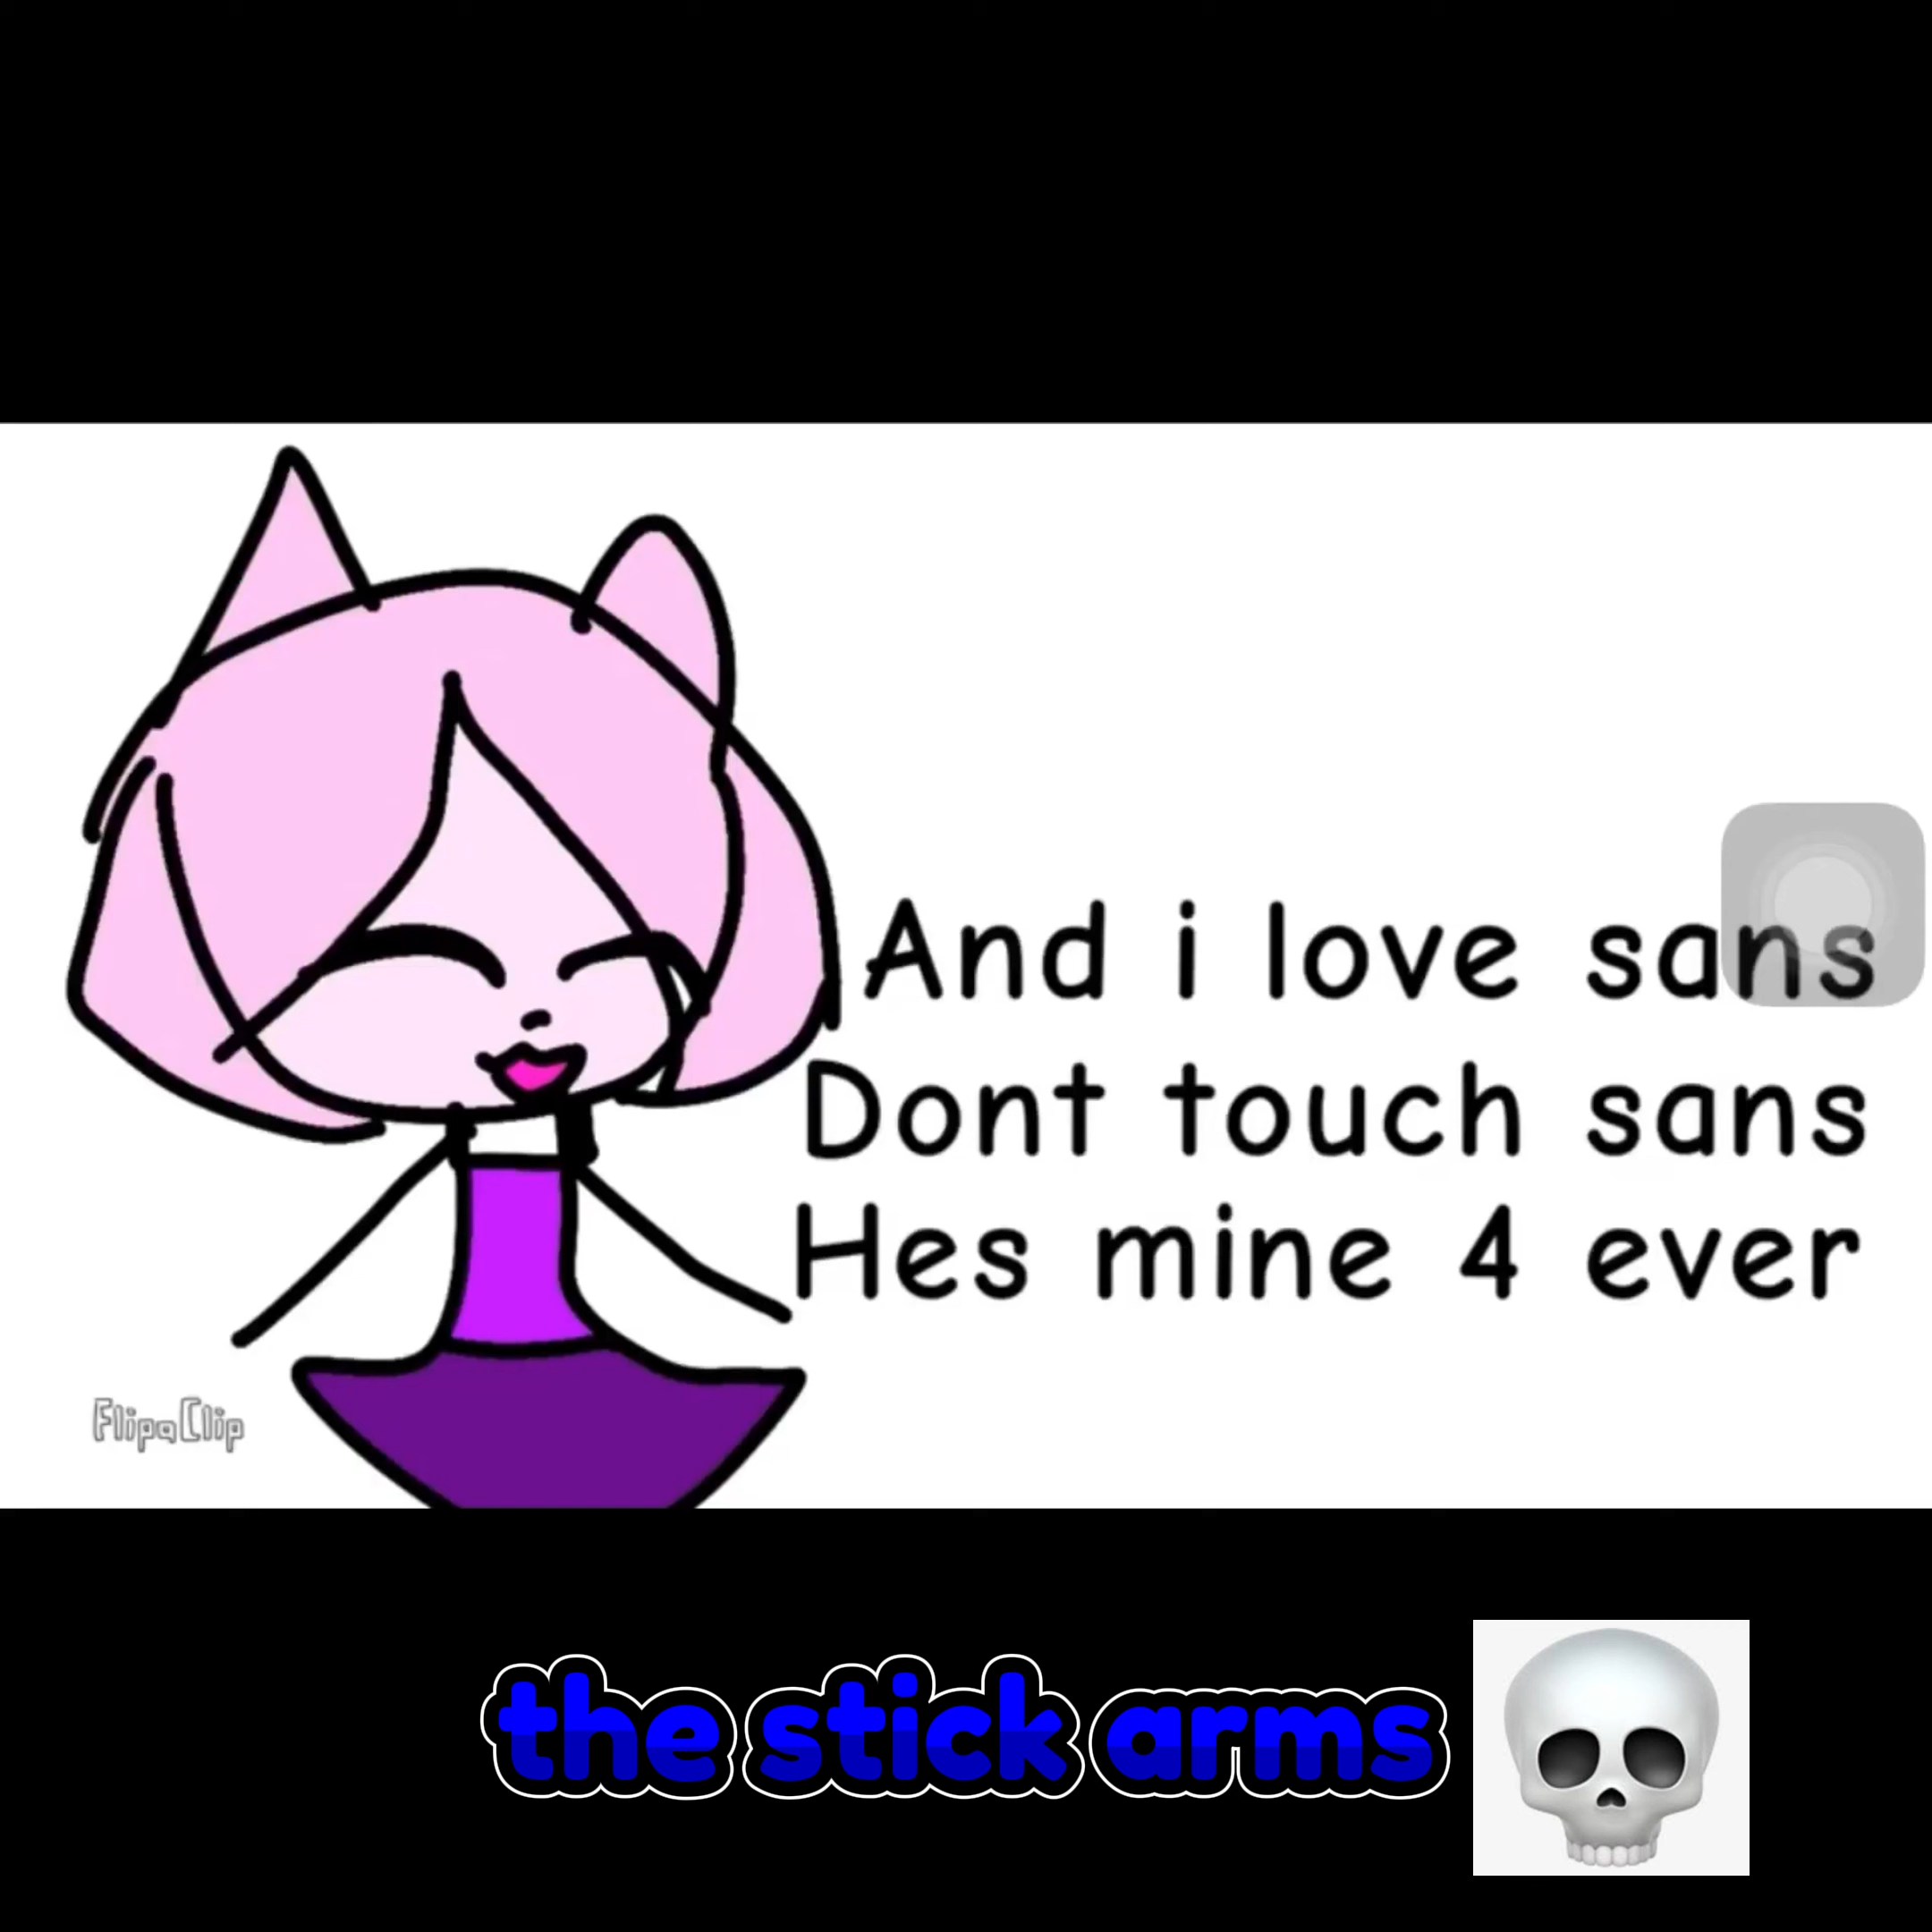 And i love sans
Dont touch sans
Hes mine 4 ever
FlipaClip
the stick arms